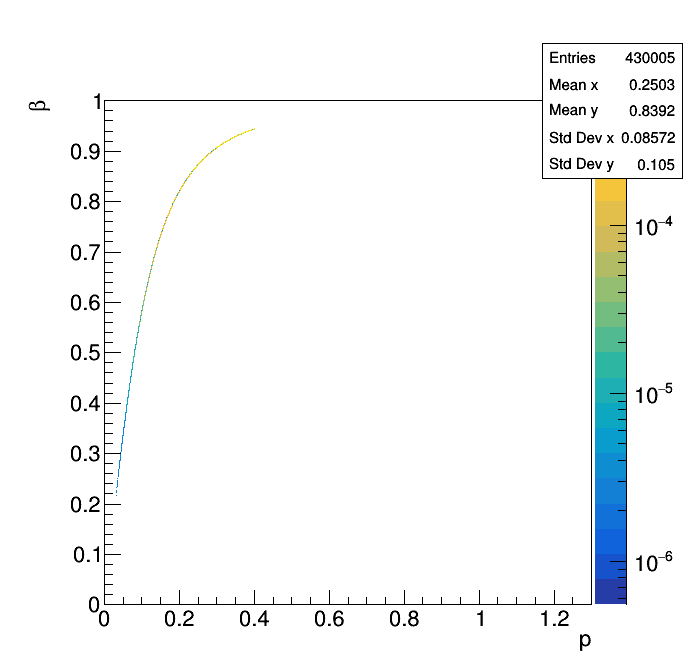 Entries 430005
Mean x 0.2503
Mean y 0.8392
Std Dev x 0.08572
Std Dev y 0.105
β
1
0.9
0.8
0.7
0.6
0.5
0.4
0.3
0.2
0.1
0
10⁻⁴
10⁻⁵
10⁻⁶
0 0.2 0.4 0.6 0.8 1 1.2
p